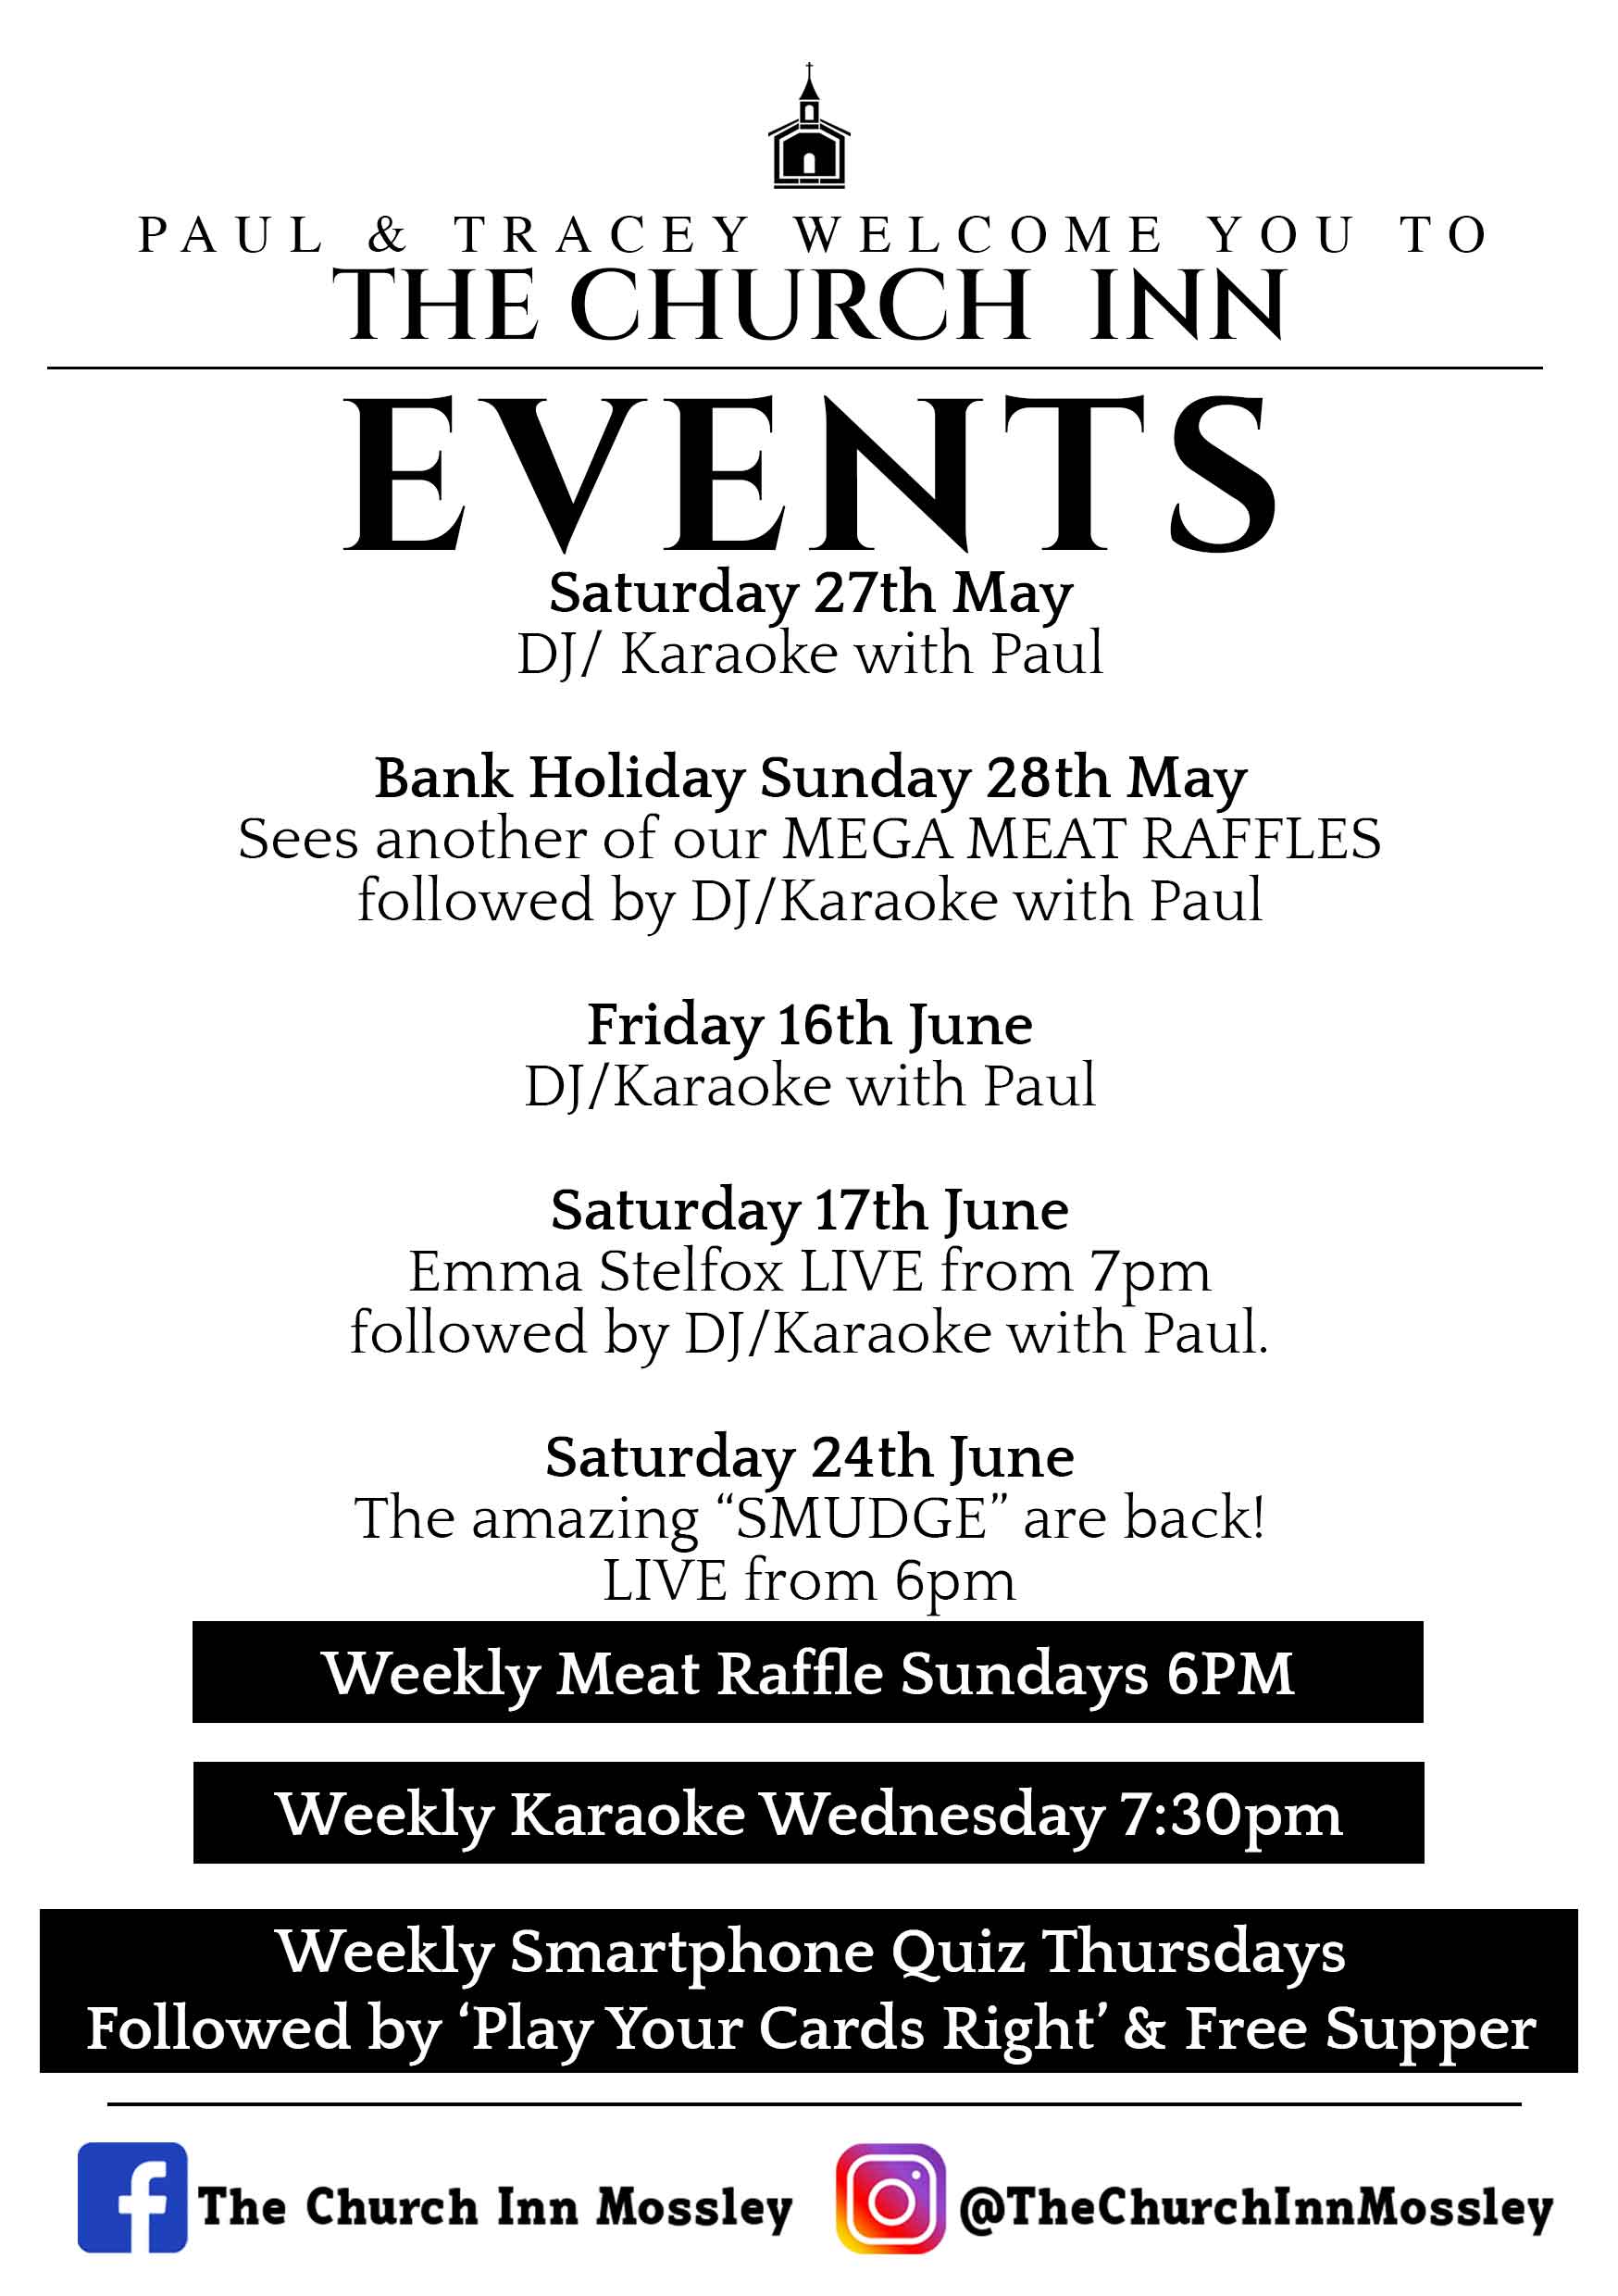 PAUL & TRACEY WELCOME YOU TO
THE CHURCH INN
EVENTS
Saturday 27th May
DJ/ Karaoke with Paul
Bank Holiday Sunday 28th May
Sees another of our MEGA MEAT RAFFLES
followed by DJ/Karaoke with Paul
Friday 16th June
DJ/Karaoke with Paul
Saturday 17th June
Emma Stelfox LIVE from 7pm
followed by DJ/Karaoke with Paul.
Saturday 24th June
The amazing “SMUDGE” are back!
LIVE from 6pm
Weekly Meat Raffle Sundays 6PM
Weekly Karaoke Wednesday 7:30pm
Weekly Smartphone Quiz Thursdays
Followed by ‘Play Your Cards Right’ & Free Supper
The Church Inn Mossley
@TheChurchInnMossley